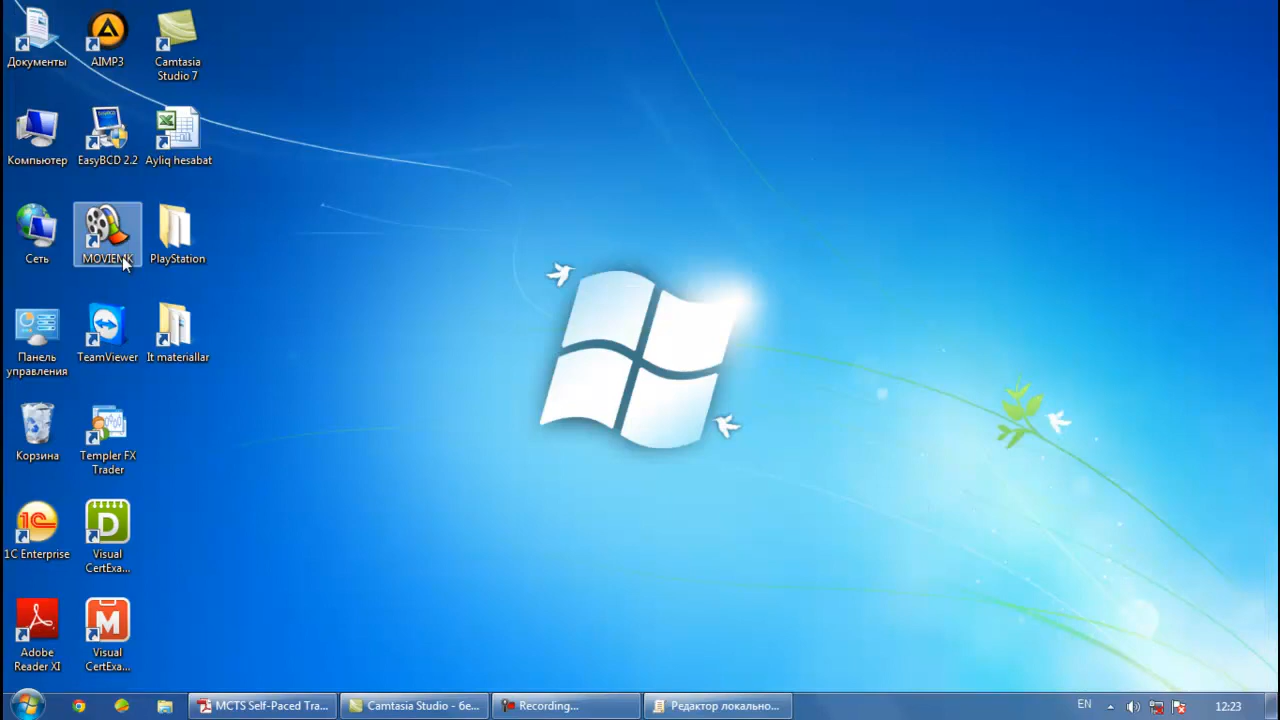 Документы
AIMP3
Camtasia
Studio 7
Компьютер
EasyBCD 2.2
Ayliq hesabat
Сеть
MOVIEMK
PlayStation
Панель
управления
TeamViewer
It materiallar
Корзина
Templer FX
Trader
1C Enterprise
Visual
CertExa...
Adobe
Reader XI
Visual
CertExa...
MCTS Self-Paced Tra...
Camtasia Studio - бе...
Recording...
Редактор локально...
EN
12:23